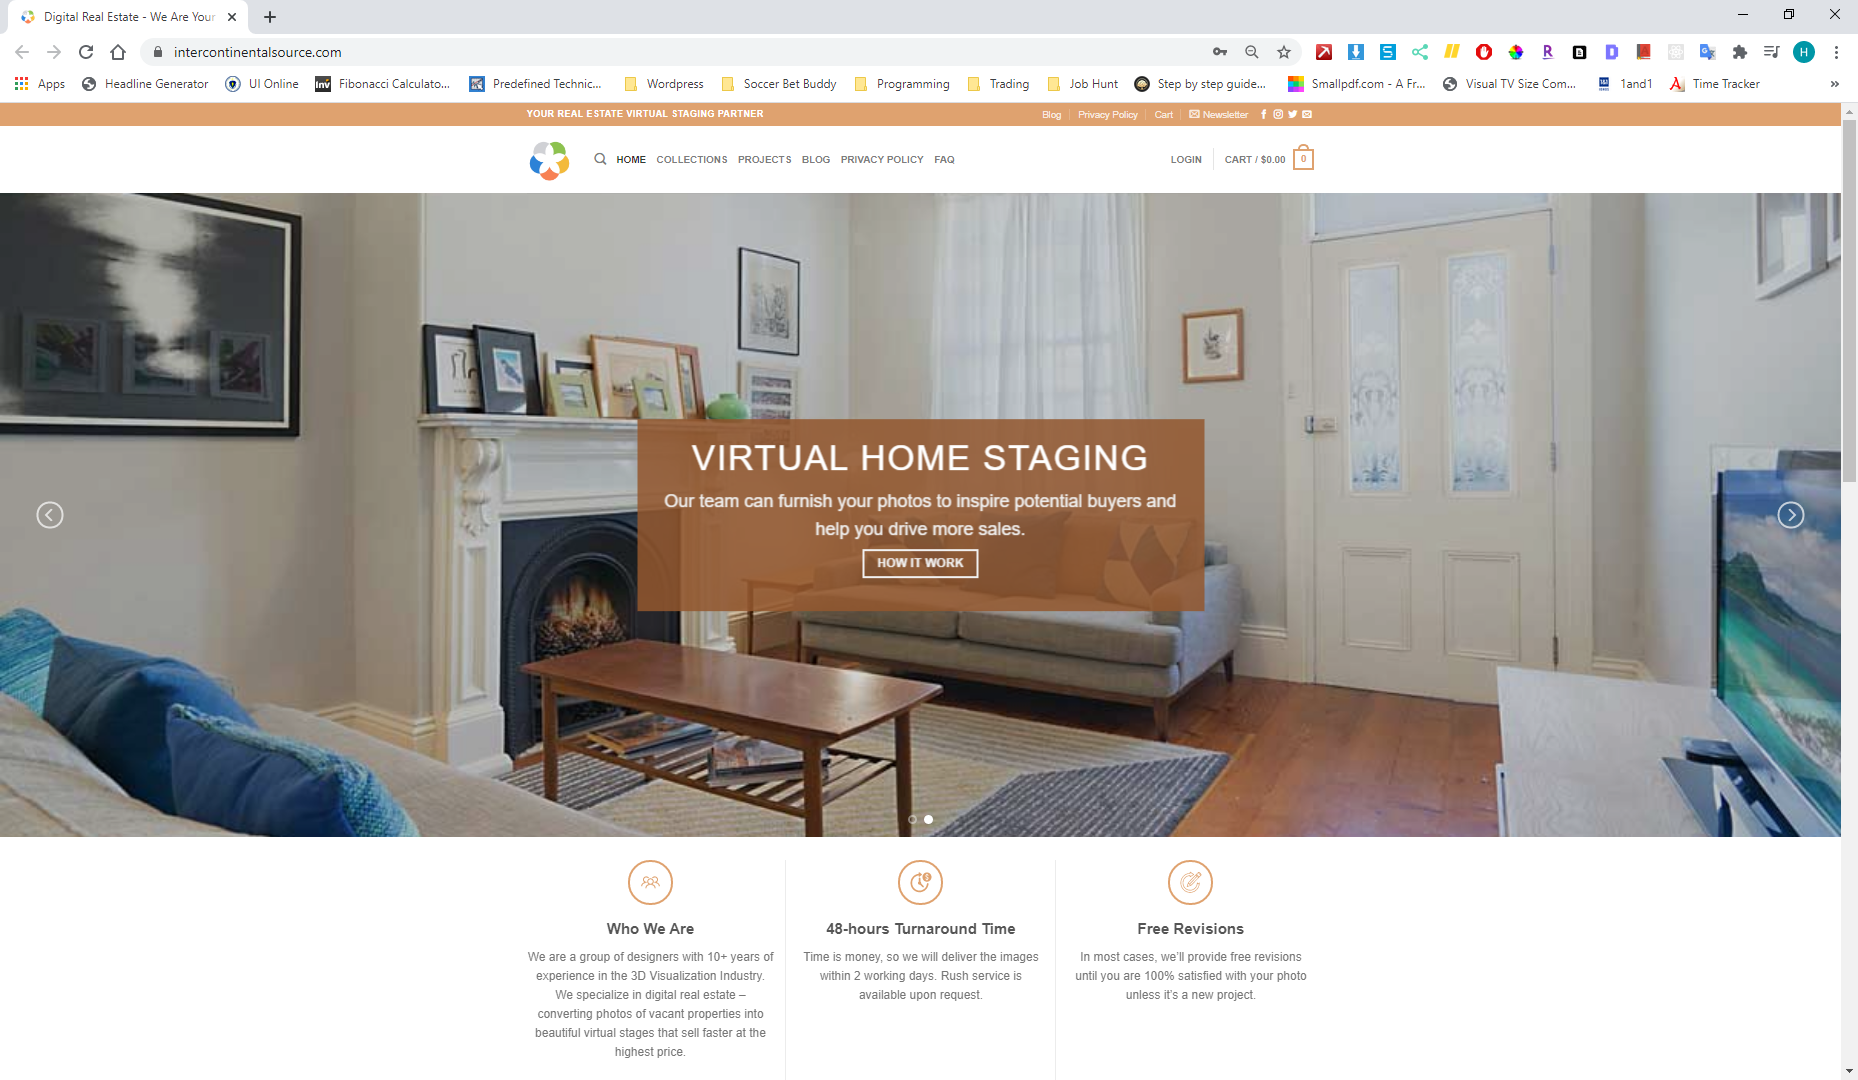 Digital Real Estate - We Are Your
intercontinentalsource.com
H
Apps
Headline Generator
UI Online
Inv
Fibonacci Calculato...
Predefined Technic...
Wordpress
Soccer Bet Buddy
Programming
Trading
Job Hunt
Step by step guide...
Smallpdf.com - A Fr...
Visual TV Size Com...
1and1
Time Tracker
»
YOUR REAL ESTATE VIRTUAL STAGING PARTNER
Blog
Privacy Policy
Cart
Newsletter
HOME
COLLECTIONS
PROJECTS
BLOG
PRIVACY POLICY
FAQ
LOGIN
CART / $0.00
0
VIRTUAL HOME STAGING
Our team can furnish your photos to inspire potential buyers and
help you drive more sales.
HOW IT WORK
Who We Are
We are a group of designers with 10+ years of
experience in the 3D Visualization Industry.
We specialize in digital real estate –
converting photos of vacant properties into
beautiful virtual stages that sell faster at the
highest price.
48-hours Turnaround Time
Time is money, so we will deliver the images
within 2 working days. Rush service is
available upon request.
Free Revisions
In most cases, we'll provide free revisions
until you are 100% satisfied with your photo
unless it's a new project.